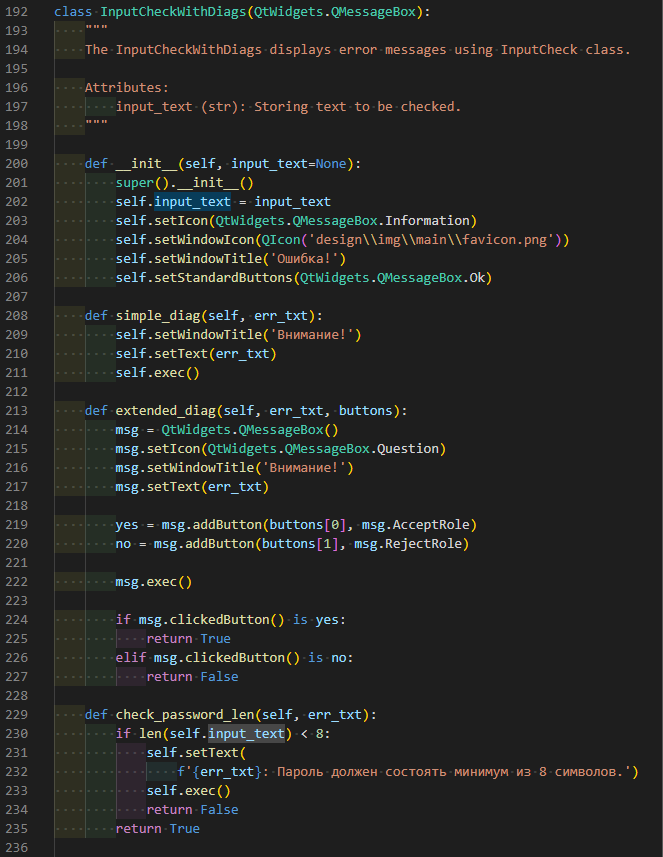 192 class InputCheckWithDiags(QtWidgets.QMessageBox):
193     """
194     The InputCheckWithDiags displays error messages using InputCheck class.
195
196     Attributes:
197         input_text (str): Storing text to be checked.
198     """
199
200     def __init__(self, input_text=None):
201         super().__init__()
202         self.input_text = input_text
203         self.setIcon(QtWidgets.QMessageBox.Information)
204         self.setWindowIcon(QIcon('design\\img\\main\\favicon.png'))
205         self.setWindowTitle('Ошибка!')
206         self.setStandardButtons(QtWidgets.QMessageBox.Ok)
207
208     def simple_diag(self, err_txt):
209         self.setWindowTitle('Внимание!')
210         self.setText(err_txt)
211         self.exec()
212
213     def extended_diag(self, err_txt, buttons):
214         msg = QtWidgets.QMessageBox()
215         msg.setIcon(QtWidgets.QMessageBox.Question)
216         msg.setWindowTitle('Внимание!')
217         msg.setText(err_txt)
218
219         yes = msg.addButton(buttons[0], msg.AcceptRole)
220         no = msg.addButton(buttons[1], msg.RejectRole)
221
222         msg.exec()
223
224         if msg.clickedButton() is yes:
225             return True
226         elif msg.clickedButton() is no:
227             return False
228
229     def check_password_len(self, err_txt):
230         if len(self.input_text) < 8:
231             self.setText(
232                 f'{err_txt}: Пароль должен состоять минимум из 8 символов.')
233             self.exec()
234             return False
235         return True
236